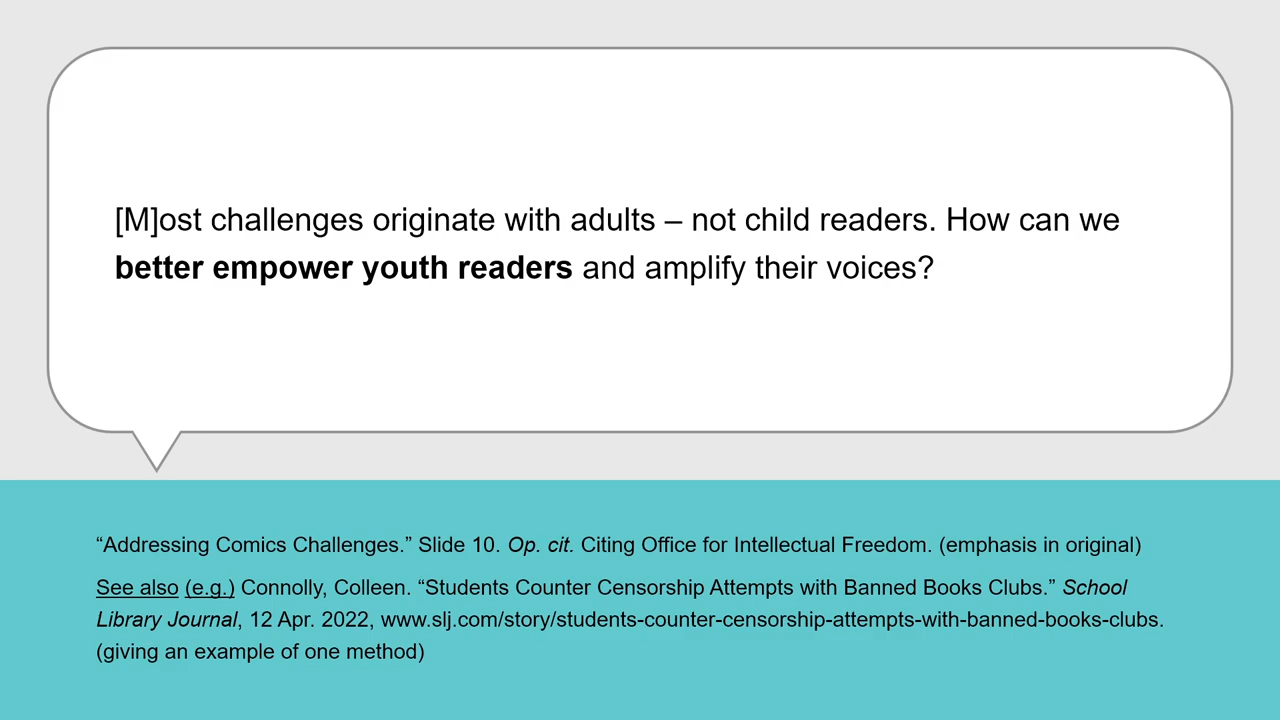 [M]ost challenges originate with adults – not child readers. How can we
better empower youth readers and amplify their voices?
“Addressing Comics Challenges.” Slide 10. Op. cit. Citing Office for Intellectual Freedom. (emphasis in original)
See also (e.g.) Connolly, Colleen. “Students Counter Censorship Attempts with Banned Books Clubs.” School
Library Journal, 12 Apr. 2022, www.slj.com/story/students-counter-censorship-attempts-with-banned-books-clubs.
(giving an example of one method)